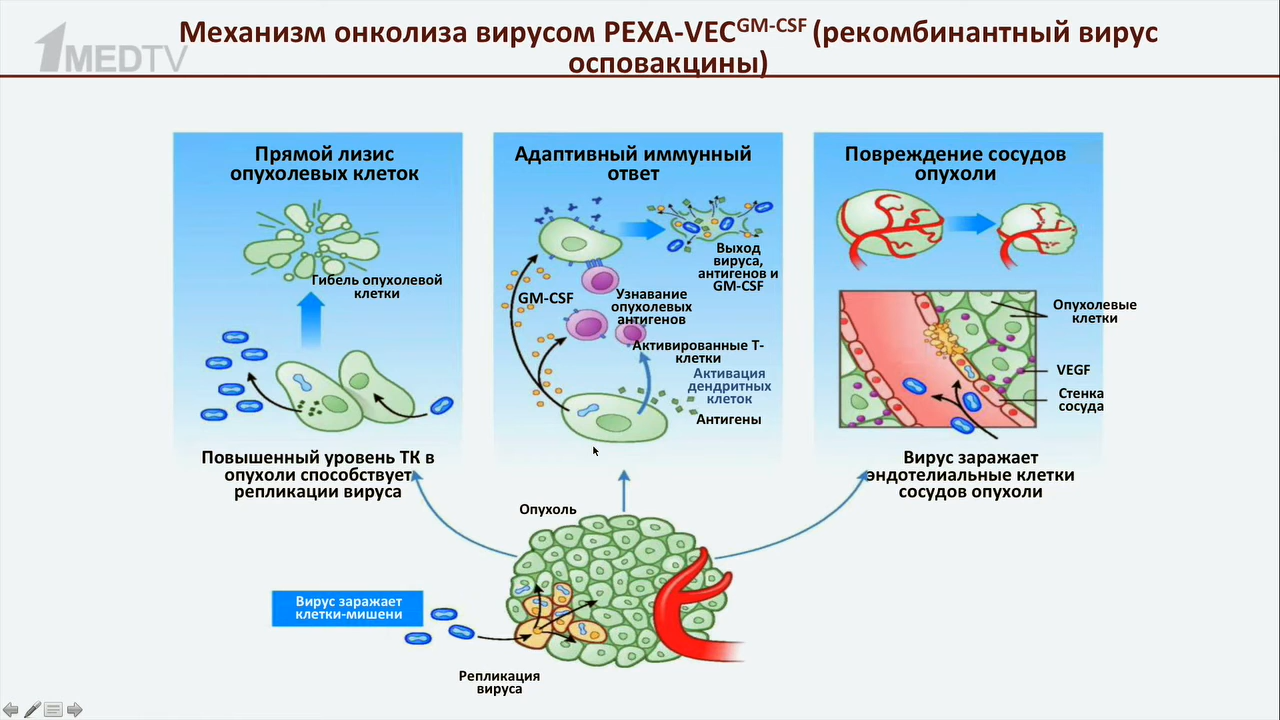 1MEDTV
Механизм онколиза вирусом PEXA-VEC GM-CSF (рекомбинантный вирус
осповакцины)
Прямой лизис
опухолевых клеток
Гибель опухолевой
клетки
Повышенный уровень ТК в
опухоли способствует
репликации вируса
Адаптивный иммунный
ответ
Выход
вируса,
антигенов и
GM-CSF
GM-CSF
Узнавание
опухолевых
антигенов
Активированные Т-
клетки
Активация
дендритных
клеток
Антигены
Повреждение сосудов
опухоли
Опухолевые
клетки
VEGF
Стенка
сосуда
Вирус заражает
эндотелиальные клетки
сосудов опухоли
Опухоль
Вирус заражает
клетки-мишени
Репликация
вируса